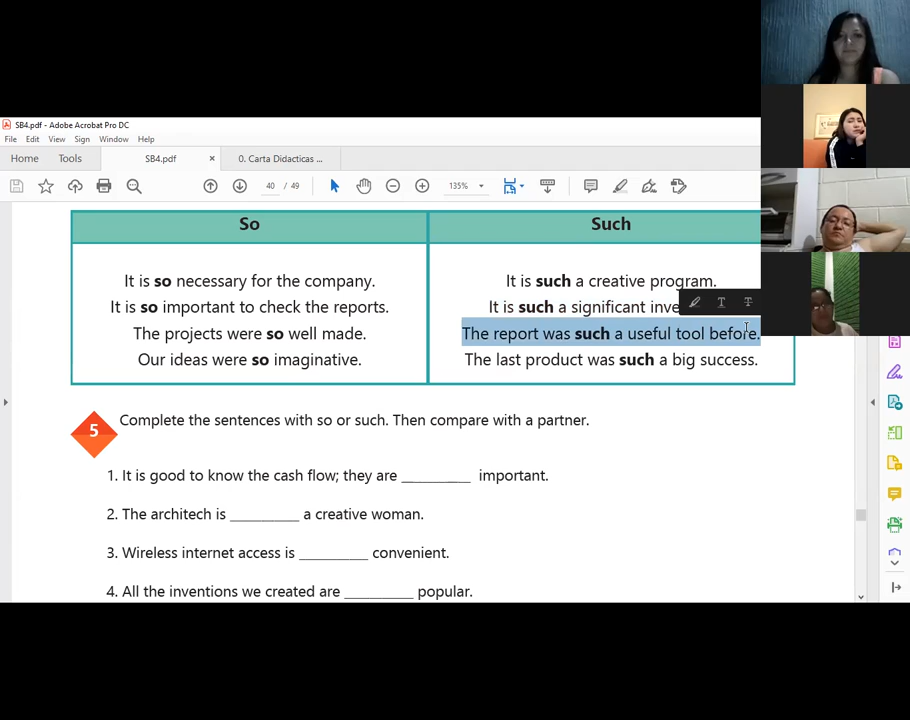 SB4.pdf - Adobe Acrobat Pro DC
File Edit View Sign Window Help
Home Tools SB4.pdf × 0. Carta Didacticas ...
40 / 49 135%
So Such
It is so necessary for the company.
It is so important to check the reports.
The projects were so well made.
Our ideas were so imaginative.
It is such a creative program.
It is such a significant inve
The report was such a useful tool before.
The last product was such a big success.
5 Complete the sentences with so or such. Then compare with a partner.
1. It is good to know the cash flow; they are ________ important.
2. The architech is ________ a creative woman.
3. Wireless internet access is ________ convenient.
4. All the inventions we created are ________ popular.